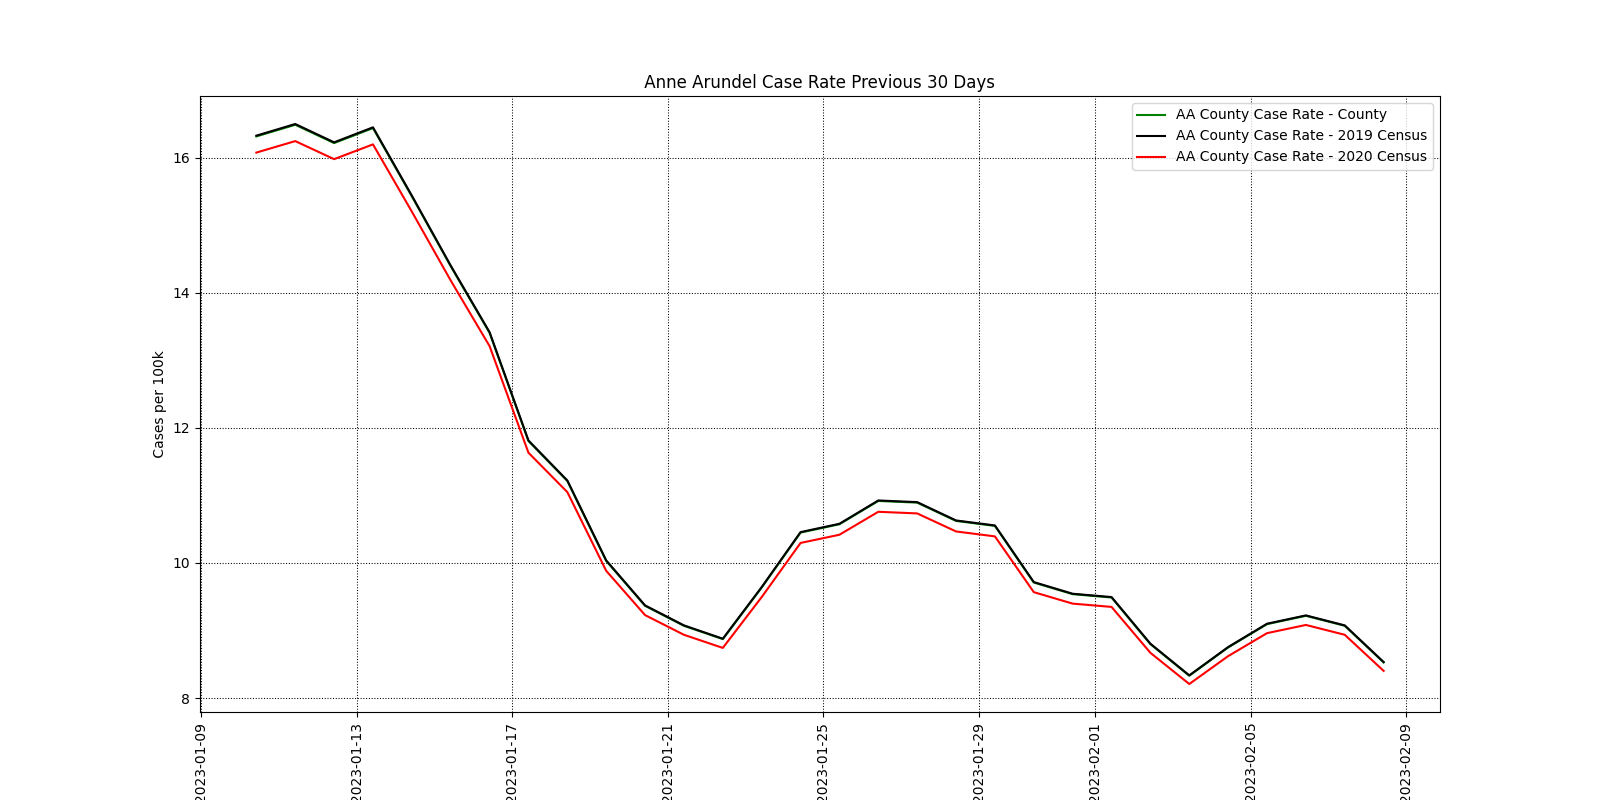 Anne Arundel Case Rate Previous 30 Days
AA County Case Rate - County
AA County Case Rate - 2019 Census
AA County Case Rate - 2020 Census
Cases per 100k
16
14
12
10
8
2023-01-09
2023-01-13
2023-01-17
2023-01-21
2023-01-25
2023-01-29
2023-02-01
2023-02-05
2023-02-09